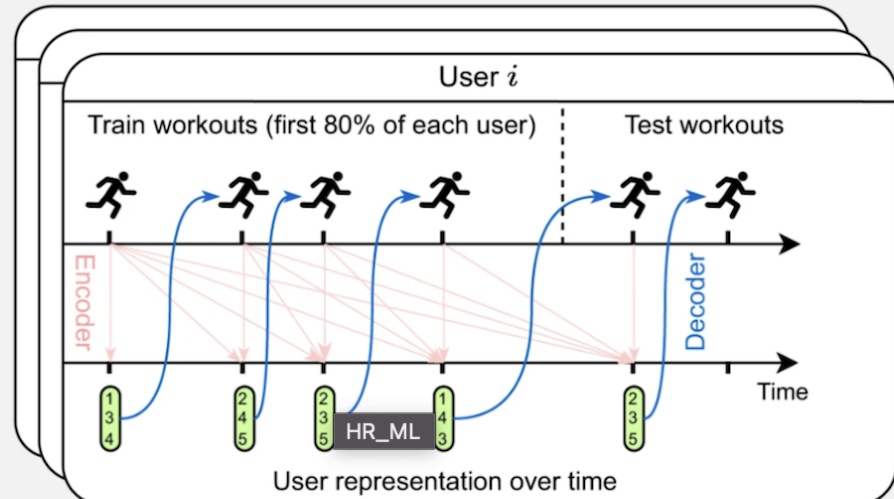 User i
Train workouts (first 80% of each user)
Test workouts
Encoder
Decoder
Time
1
3
4
2
4
5
2
3
5
HR_ML
1
4
3
2
3
5
User representation over time